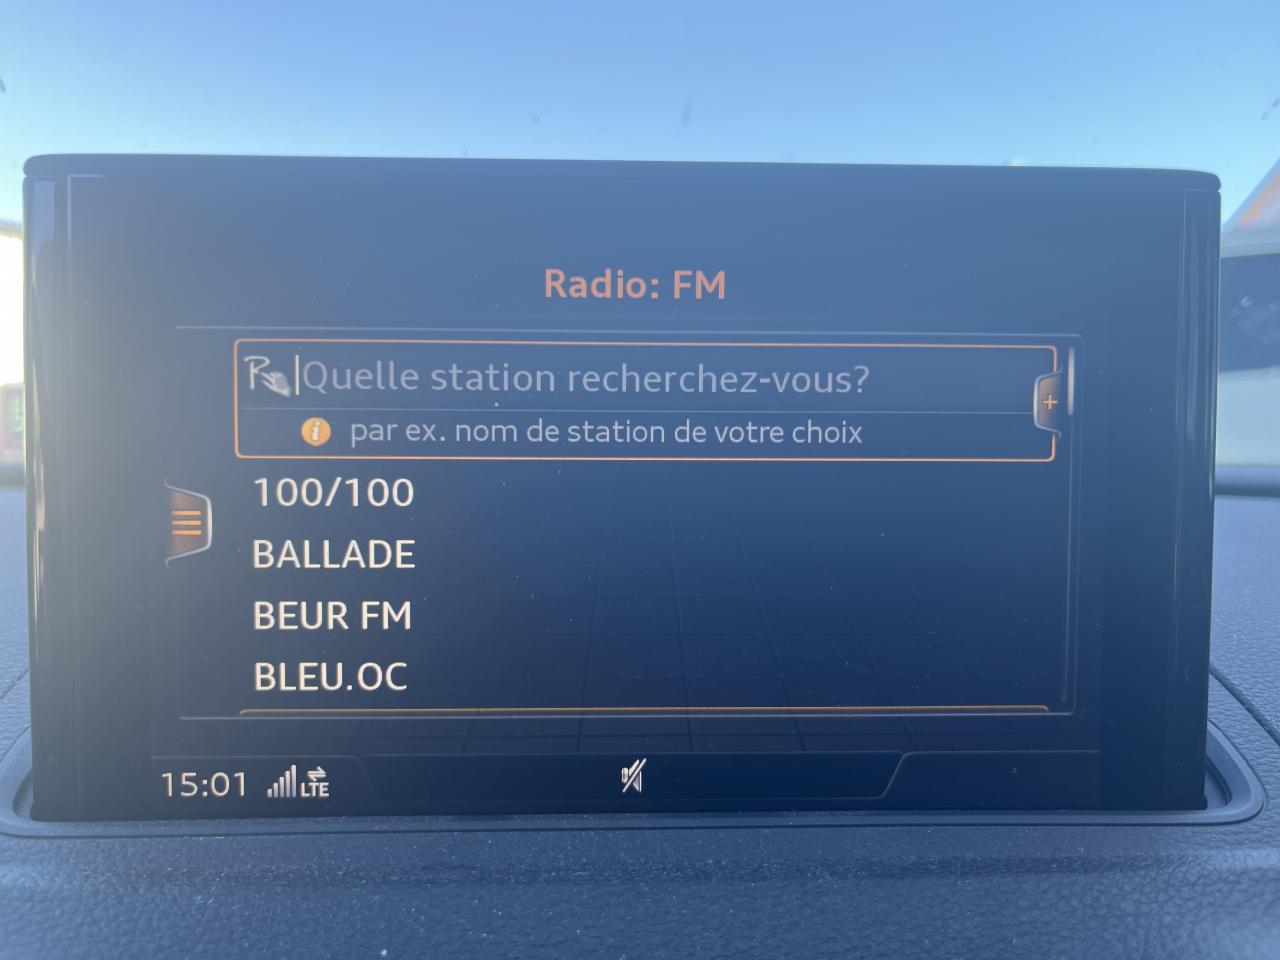 Radio: FM
Quelle station recherchez-vous?
par ex. nom de station de votre choix
100/100
BALLADE
BEUR FM
BLEU.OC
15:01 LTE